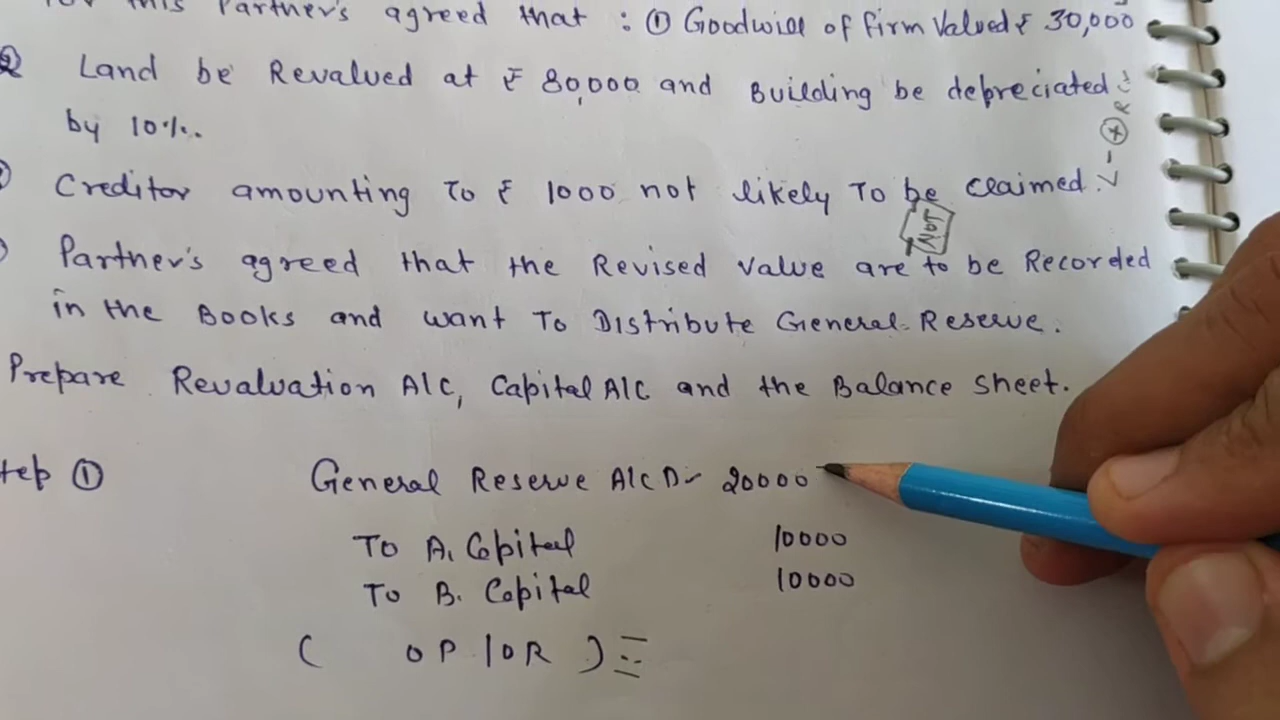 for this Partner's agreed that : ① Goodwill of firm Valued ₹ 30,000
② Land be Revalued at ₹ 80,000 and Building be depreciated
by 10%.
Creditor amounting To ₹ 1000 not likely To be claimed.
Partner's agreed that the Revised Value are to be Recorded
in the Books and want To Distribute General Reserve.
Prepare Revaluation A/C, Capital A/C and the Balance Sheet.
Step ① General Reserve A/C Dr 20000
To A. Capital 10000
To B. Capital 10000
( OP/OR )